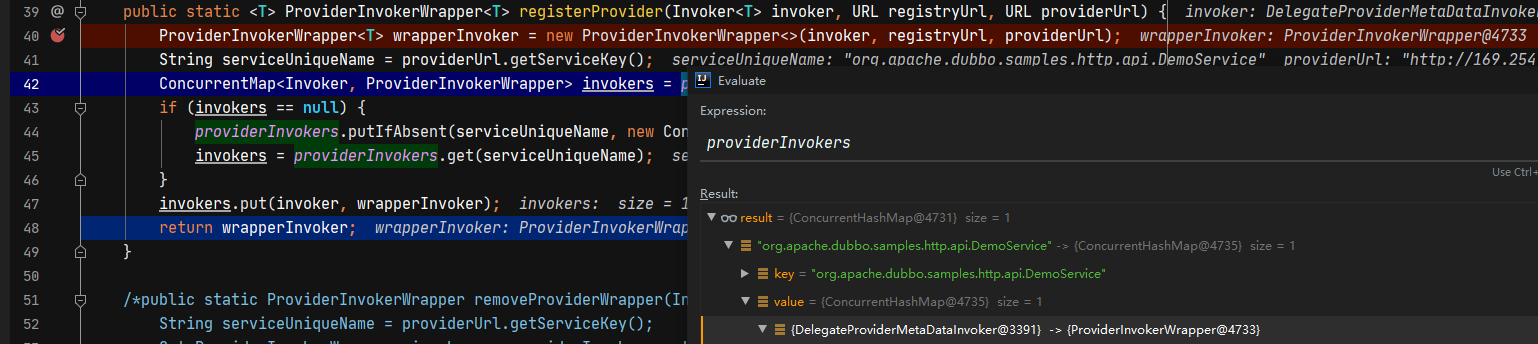 39 @ public static <T> ProviderInvokerWrapper<T> registerProvider(Invoker<T> invoker, URL registryUrl, URL providerUrl) { invoker: DelegateProviderMetaDataInvoke
40 ProviderInvokerWrapper<T> wrapperInvoker = new ProviderInvokerWrapper<>(invoker, registryUrl, providerUrl); wrapperInvoker: ProviderInvokerWrapper@4733
41 String serviceUniqueName = providerUrl.getServiceKey(); serviceUniqueName: "org.apache.dubbo.samples.http.api.DemoService" providerUrl: "http://169.254
42 ConcurrentMap<Invoker, ProviderInvokerWrapper> invokers = p
43 if (invokers == null) {
44 providerInvokers.putIfAbsent(serviceUniqueName, new Con
45 invokers = providerInvokers.get(serviceUniqueName); se
46 }
47 invokers.put(invoker, wrapperInvoker); invokers: size = 1
48 return wrapperInvoker; wrapperInvoker: ProviderInvokerWrap
49 }
50
51 /*public static ProviderInvokerWrapper removeProviderWrapper(In
52 String serviceUniqueName = providerUrl.getServiceKey();
Evaluate
Expression:
providerInvokers
Use Ctrl+
Result:
result = {ConcurrentHashMap@4731} size = 1
"org.apache.dubbo.samples.http.api.DemoService" -> {ConcurrentHashMap@4735} size = 1
key = "org.apache.dubbo.samples.http.api.DemoService"
value = {ConcurrentHashMap@4735} size = 1
{DelegateProviderMetaDataInvoker@3391} -> {ProviderInvokerWrapper@4733}